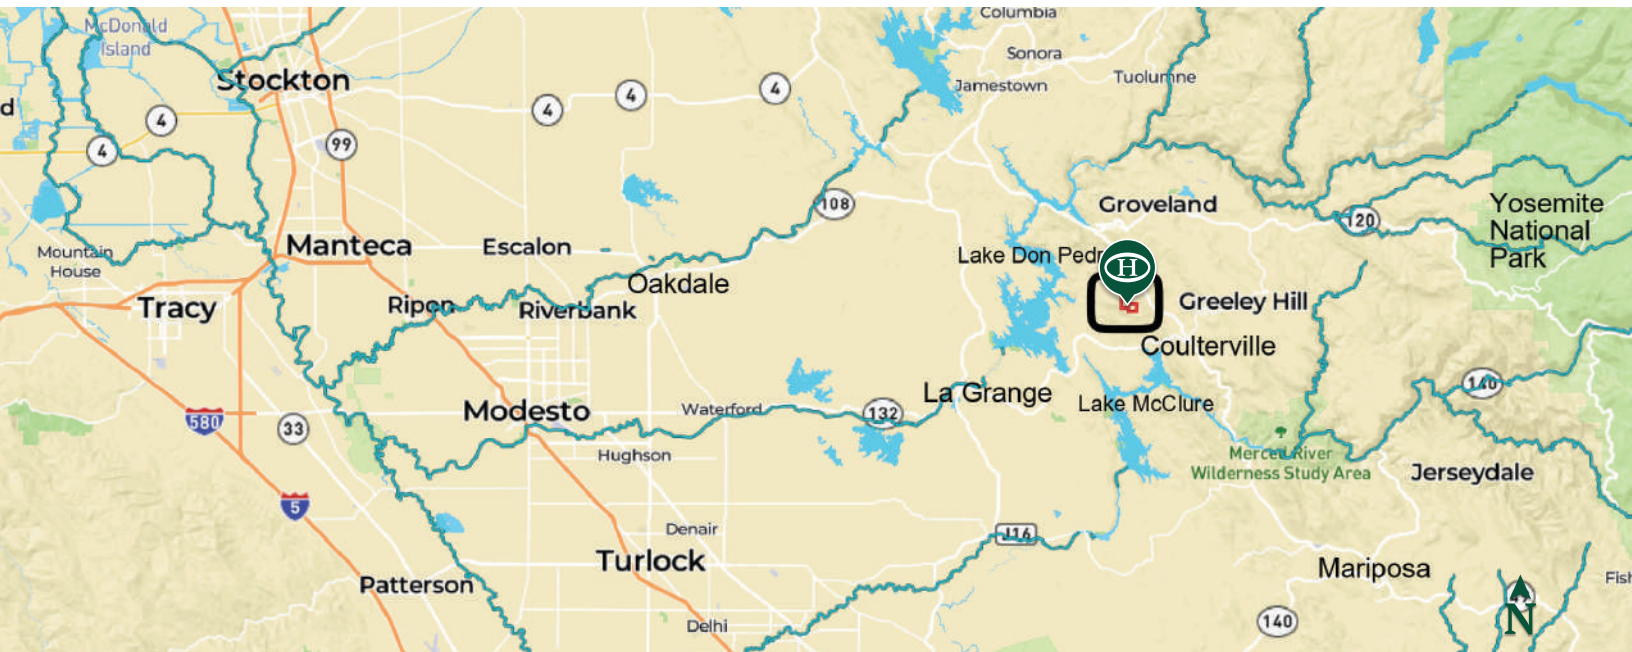 McDonald
Island
Columbia
Sonora
Stockton
Jamestown
Tuolumne
d
4
4
4
4
4
99
108
Groveland
120
Yosemite
National
Park
Mountain
House
Manteca
Escalon
Lake Don Pedr
H
Oakdale
Tracy
Ripon
Riverbank
Greeley Hill
Coulterville
140
La Grange
Lake McClure
Modesto
Waterford
132
580
33
Hughson
Merced River
Wilderness Study Area
Jerseydale
5
Denair
J16
Turlock
Patterson
Mariposa
Fish
Delhi
140
N